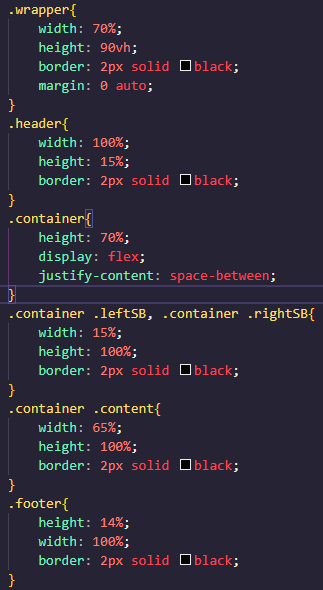 .wrapper{
width: 70%;
height: 90vh;
border: 2px solid black;
margin: 0 auto;
}
.header{
width: 100%;
height: 15%;
border: 2px solid black;
}
.container{
height: 70%;
display: flex;
justify-content: space-between;
}
.container .leftSB, .container .rightSB{
width: 15%;
height: 100%;
border: 2px solid black;
}
.container .content{
width: 65%;
height: 100%;
border: 2px solid black;
}
.footer{
height: 14%;
width: 100%;
border: 2px solid black;
}